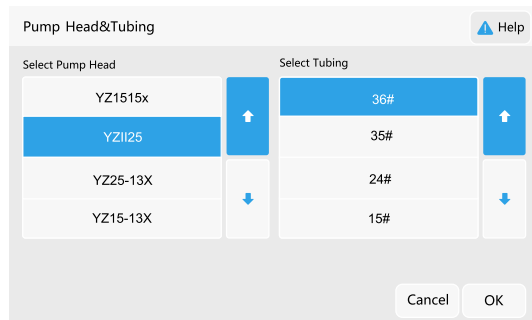 Pump Head&Tubing
Help
Select Pump Head
Select Tubing
YZ1515x
36#
YZII25
35#
YZ25-13X
24#
YZ15-13X
15#
Cancel
OK